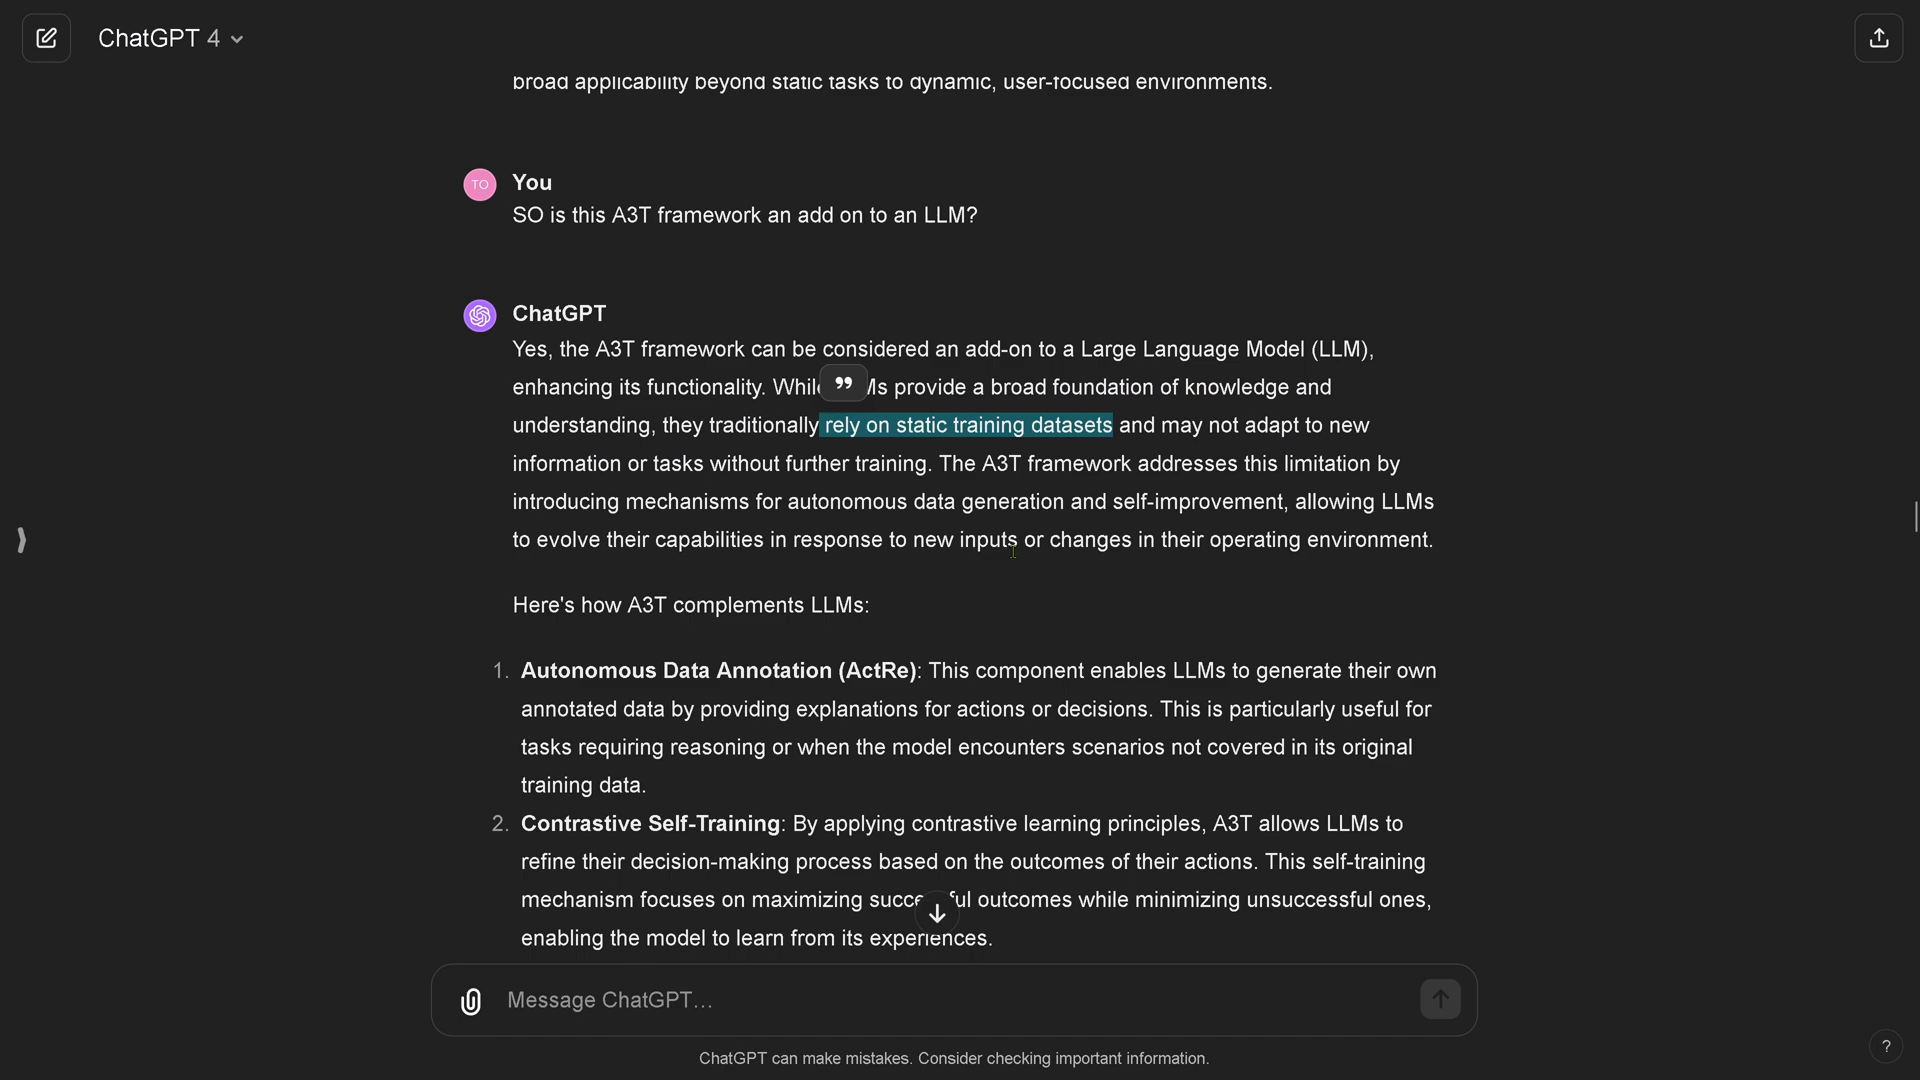 ChatGPT 4
broad applicability beyond static tasks to dynamic, user-focused environments.
TO
You
SO is this A3T framework an add on to an LLM?
ChatGPT
Yes, the A3T framework can be considered an add-on to a Large Language Model (LLM),
enhancing its functionality. While Ms provide a broad foundation of knowledge and
understanding, they traditionally rely on static training datasets and may not adapt to new
information or tasks without further training. The A3T framework addresses this limitation by
introducing mechanisms for autonomous data generation and self-improvement, allowing LLMs
to evolve their capabilities in response to new inputs or changes in their operating environment.
Here's how A3T complements LLMs:
1. Autonomous Data Annotation (ActRe): This component enables LLMs to generate their own
annotated data by providing explanations for actions or decisions. This is particularly useful for
tasks requiring reasoning or when the model encounters scenarios not covered in its original
training data.
2. Contrastive Self-Training: By applying contrastive learning principles, A3T allows LLMs to
refine their decision-making process based on the outcomes of their actions. This self-training
mechanism focuses on maximizing successful outcomes while minimizing unsuccessful ones,
enabling the model to learn from its experiences.
Message ChatGPT…
ChatGPT can make mistakes. Consider checking important information.
?